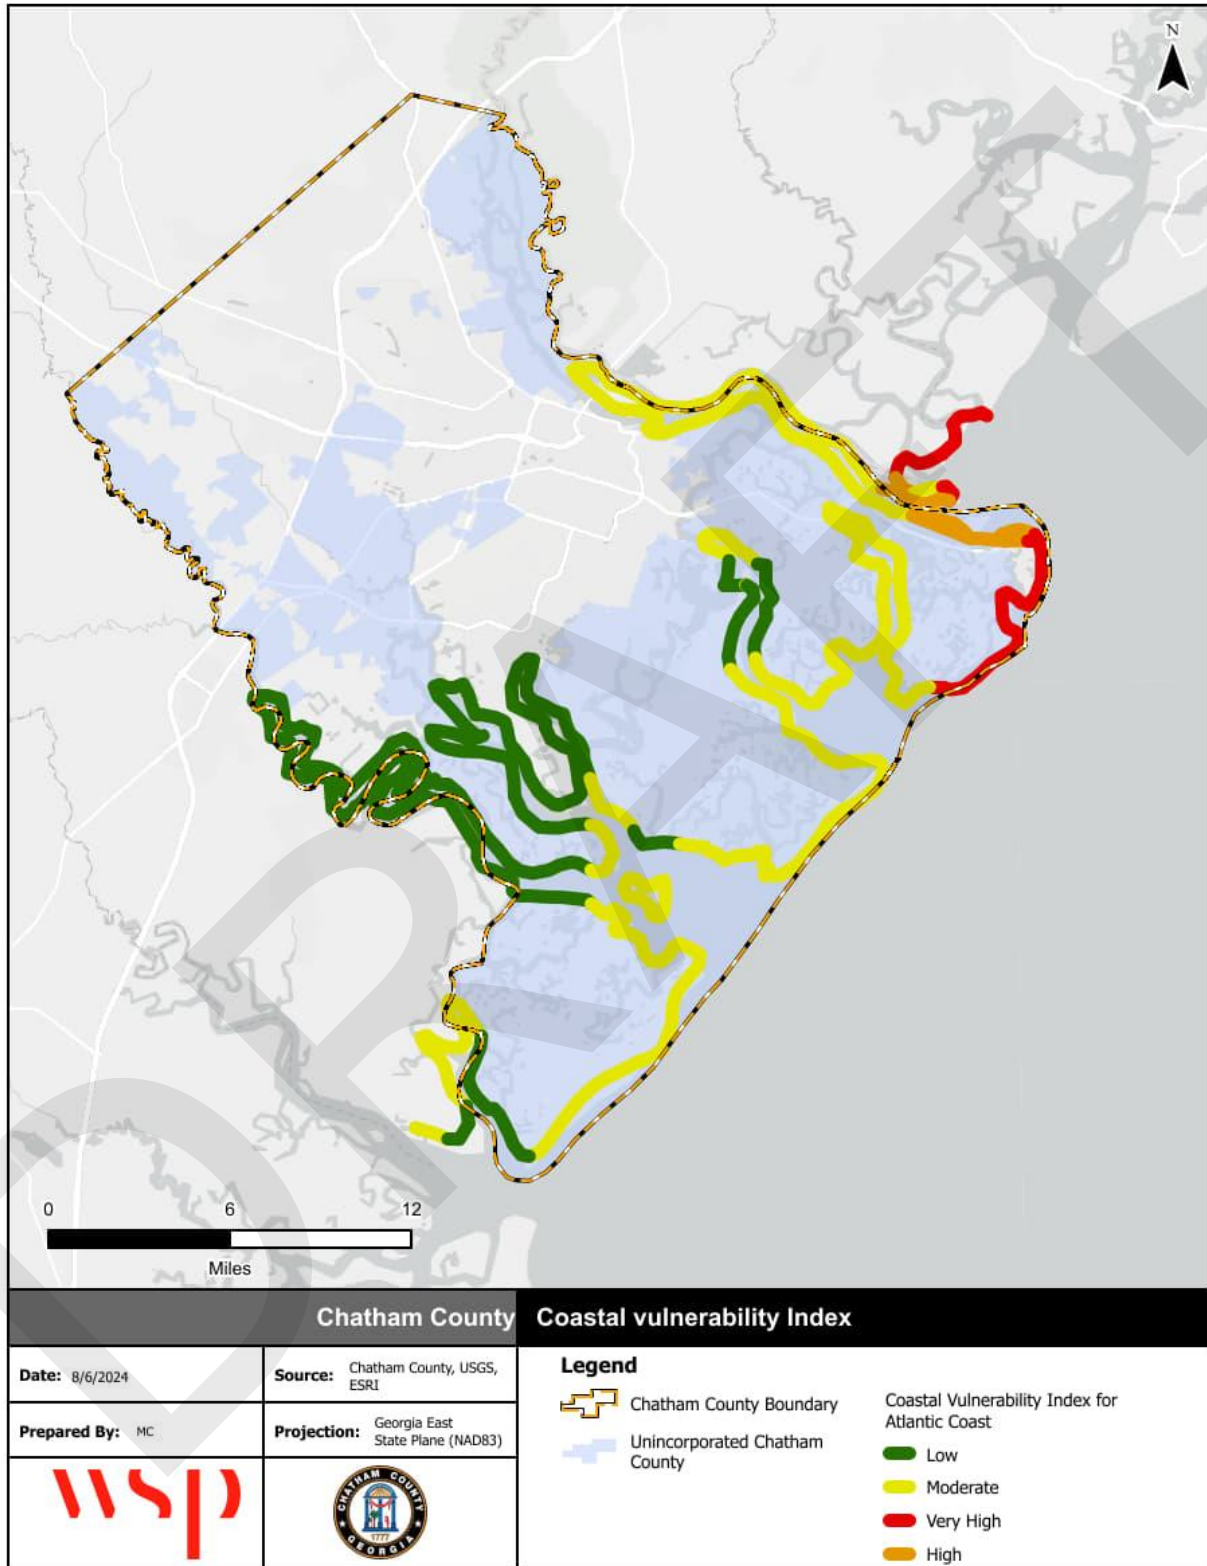 N
DRAFT
0 6 12
Miles
Chatham County Coastal vulnerability Index
Date: 8/6/2024
Source: Chatham County, USGS,
ESRI
Prepared By: MC
Projection: Georgia East
State Plane (NAD83)
wsp
CHATHAM COUNTY
1777
GEORGIA
Legend
Chatham County Boundary
Unincorporated Chatham
County
Coastal Vulnerability Index for
Atlantic Coast
Low
Moderate
Very High
High